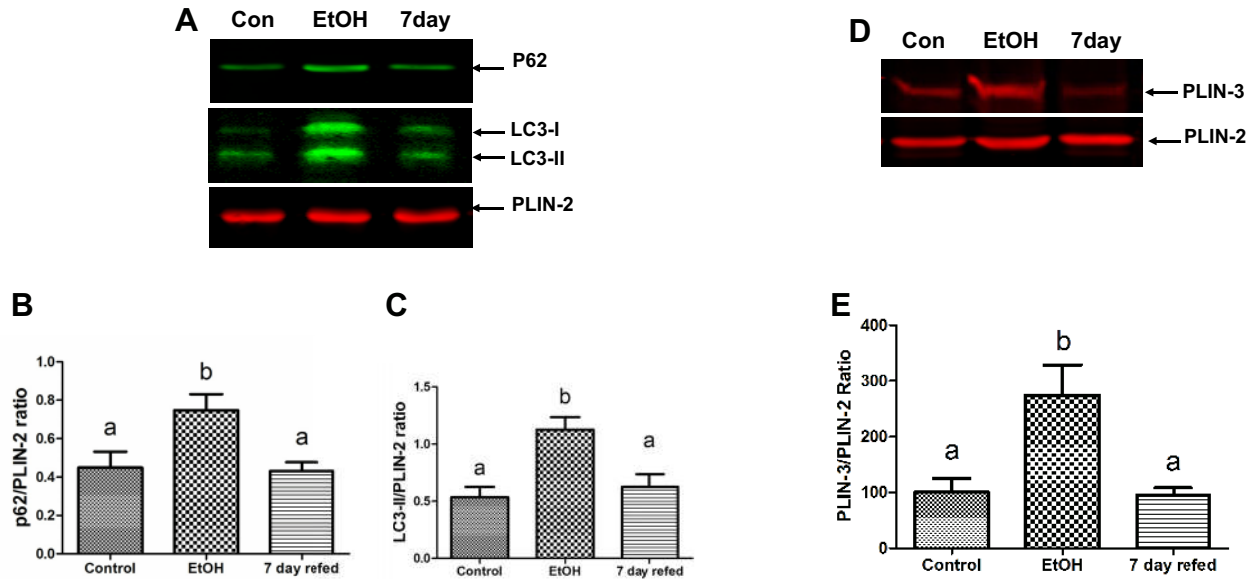 A
Con EtOH 7day
P62
LC3-I
LC3-II
PLIN-2
D
Con EtOH 7day
PLIN-3
PLIN-2
B
p62/PLIN-2 ratio
1.0
0.8
0.6
0.4
0.2
0.0
a
b
a
Control EtOH 7 day refed
C
LC3-II/PLIN-2 ratio
1.5
1.0
0.5
0.0
a
b
a
Control EtOH 7 day refed
E
PLIN-3/PLIN-2 Ratio
400
300
200
100
0
a
b
a
Control EtOH 7 day refed